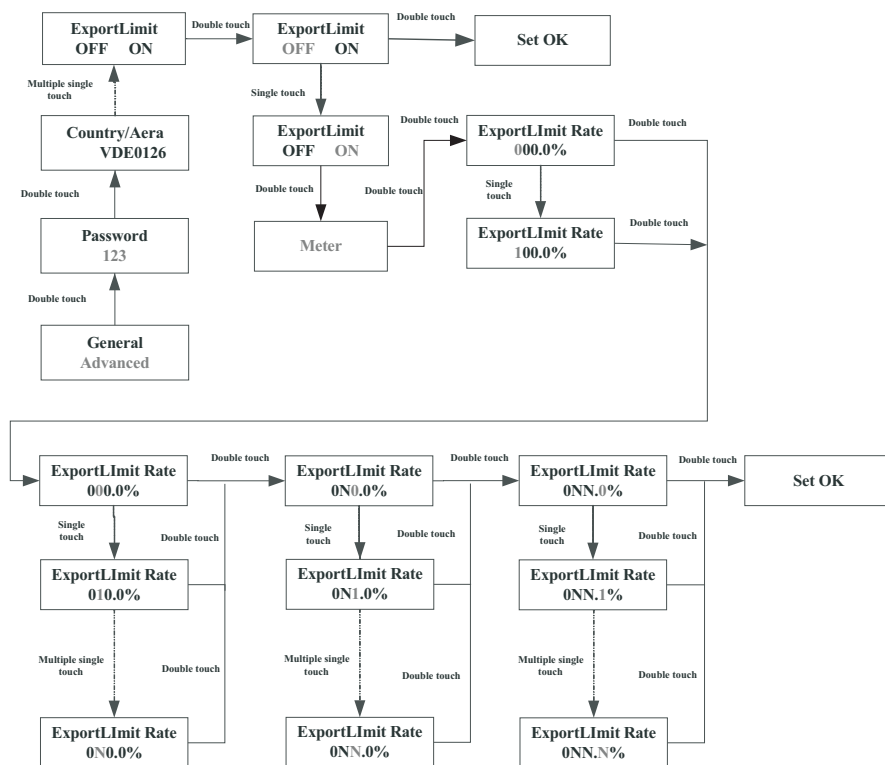 ExportLimit
OFF ON
Double touch
ExportLimit
OFF ON
Double touch
Set OK
Multiple single
touch
Single touch
Country/Aera
VDE0126
ExportLimit
OFF ON
Double touch
ExportLImit Rate
000.0%
Double touch
Double touch
Double touch
Double touch
Single
touch
Password
123
Meter
ExportLImit Rate
100.0%
Double touch
Double touch
General
Advanced
ExportLImit Rate
000.0%
Double touch
ExportLImit Rate
0N0.0%
Double touch
ExportLImit Rate
0NN.0%
Double touch
Set OK
Single
touch
Double touch
Single
touch
Double touch
Single
touch
Double touch
ExportLImit Rate
010.0%
ExportLImit Rate
0N1.0%
ExportLImit Rate
0NN.1%
Multiple single
touch
Double touch
Multiple single
touch
Double touch
Multiple single
touch
Double touch
ExportLImit Rate
0N0.0%
ExportLImit Rate
0NN.0%
ExportLImit Rate
0NN.N%